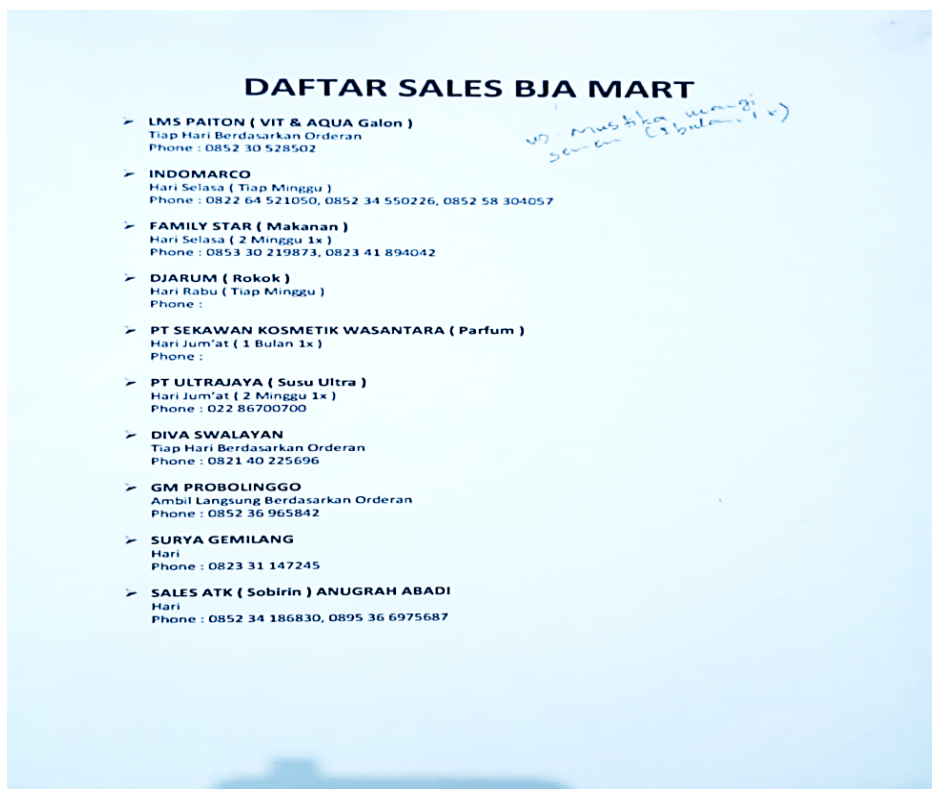 DAFTAR SALES BJA MART
Mustika wangi
senen (1 bulan 1 x)
➢ LMS PAITON ( VIT & AQUA Galon )
Tiap Hari Berdasarkan Orderan
Phone : 0852 30 528502
➢ INDOMARCO
Hari Selasa ( Tiap Minggu )
Phone : 0822 64 521050, 0852 34 550226, 0852 58 304057
➢ FAMILY STAR ( Makanan )
Hari Selasa ( 2 Minggu 1x )
Phone : 0853 30 219873, 0823 41 894042
➢ DJARUM ( Rokok )
Hari Rabu ( Tiap Minggu )
Phone :
➢ PT SEKAWAN KOSMETIK WASANTARA ( Parfum )
Hari Jum'at ( 1 Bulan 1x )
Phone :
➢ PT ULTRAJAYA ( Susu Ultra )
Hari Jum'at ( 2 Minggu 1x )
Phone : 022 86700700
➢ DIVA SWALAYAN
Tiap Hari Berdasarkan Orderan
Phone : 0821 40 225696
➢ GM PROBOLINGGO
Ambil Langsung Berdasarkan Orderan
Phone : 0852 36 965842
➢ SURYA GEMILANG
Hari
Phone : 0823 31 147245
➢ SALES ATK ( Sobirin ) ANUGRAH ABADI
Hari
Phone : 0852 34 186830, 0895 36 6975687